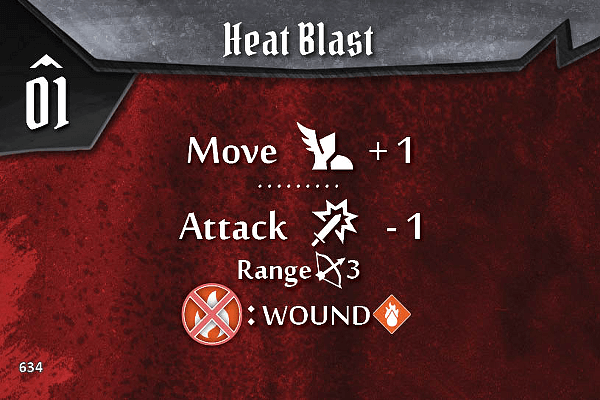 Heat Blast
01
Move + 1
Attack - 1
Range 3
: WOUND
634